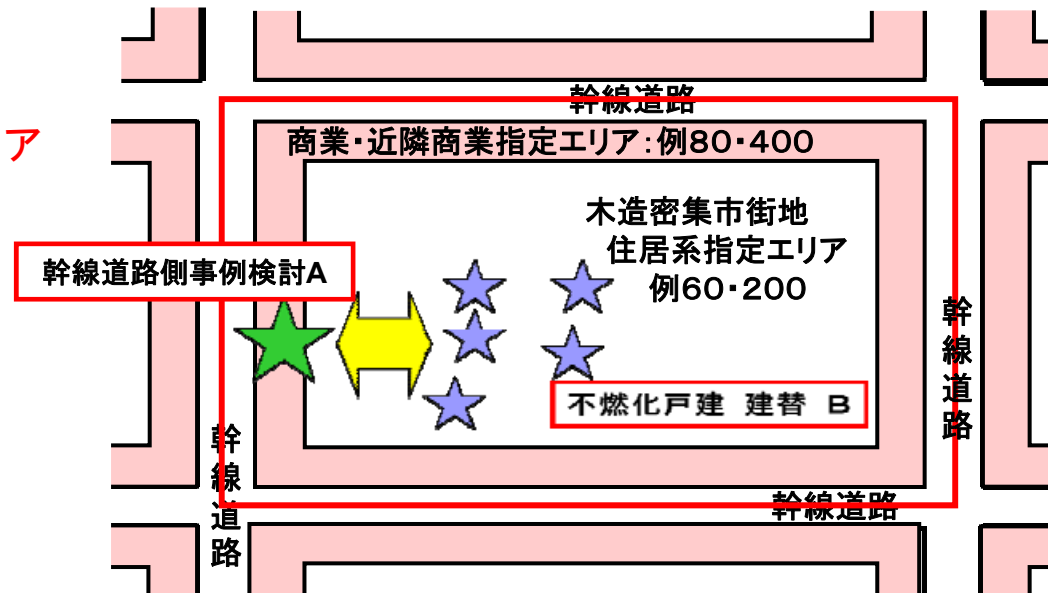 幹線道路
ア
商業・近隣商業指定エリア：例80・400
木造密集市街地
住居系指定エリア
例60・200
幹線道路側事例検討A
幹線道路
不燃化戸建 建替 B
幹線道路
幹線道路